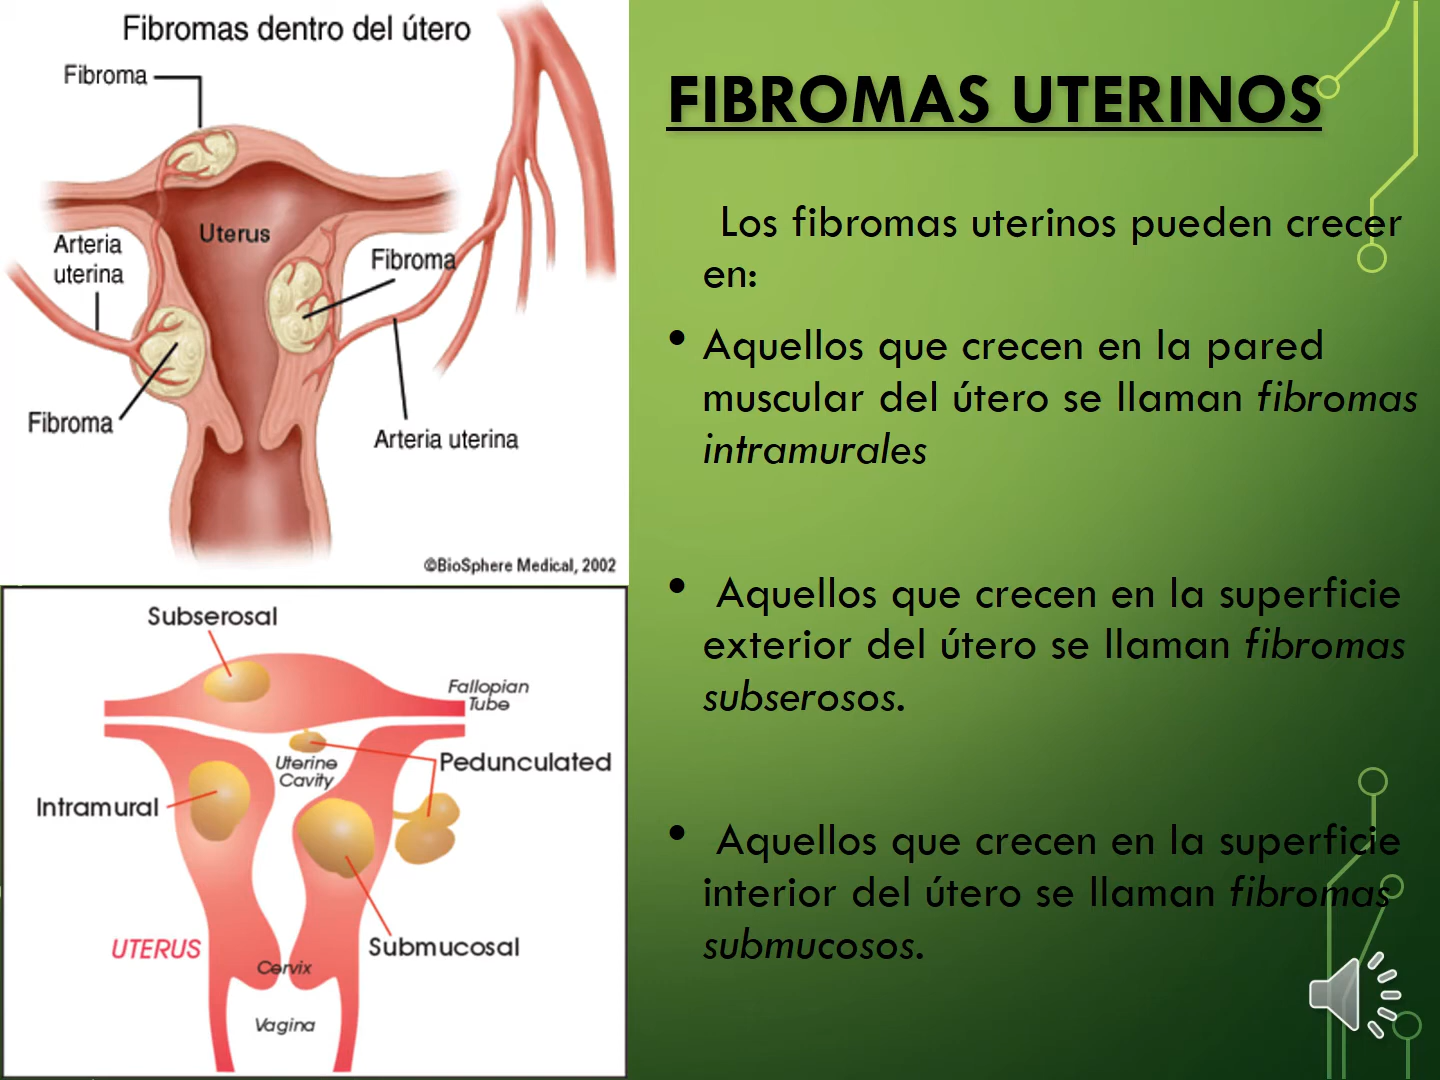 Fibromas dentro del útero
Fibroma
Uterus
Arteria
uterina
Fibroma
Fibroma
Arteria uterina
©BioSphere Medical, 2002
Subserosal
Fallopian
Tube
Uterine
Cavity
Pedunculated
Intramural
UTERUS
Submucosal
Cervix
Vagina
FIBROMAS UTERINOS
Los fibromas uterinos pueden crecer
en:
• Aquellos que crecen en la pared
muscular del útero se llaman fibromas
intramurales
• Aquellos que crecen en la superficie
exterior del útero se llaman fibromas
subserosos.
• Aquellos que crecen en la superficie
interior del útero se llaman fibromas
submucosos.